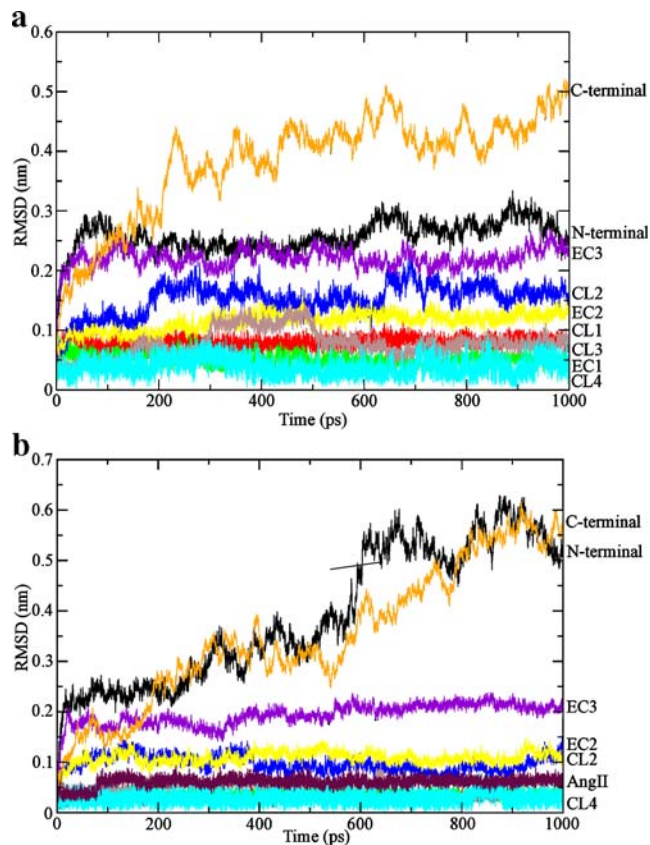 a
0.6
0.5
0.4
0.3
0.2
0.1
0
RMSD (nm)
C-terminal
N-terminal
EC3
CL2
EC2
CL1
CL3
EC1
CL4
0
200
400
600
800
1000
Time (ps)
b
0.7
0.6
0.5
0.4
0.3
0.2
0.1
0
RMSD (nm)
C-terminal
N-terminal
EC3
EC2
CL2
AngII
CL4
0
200
400
600
800
1000
Time (ps)